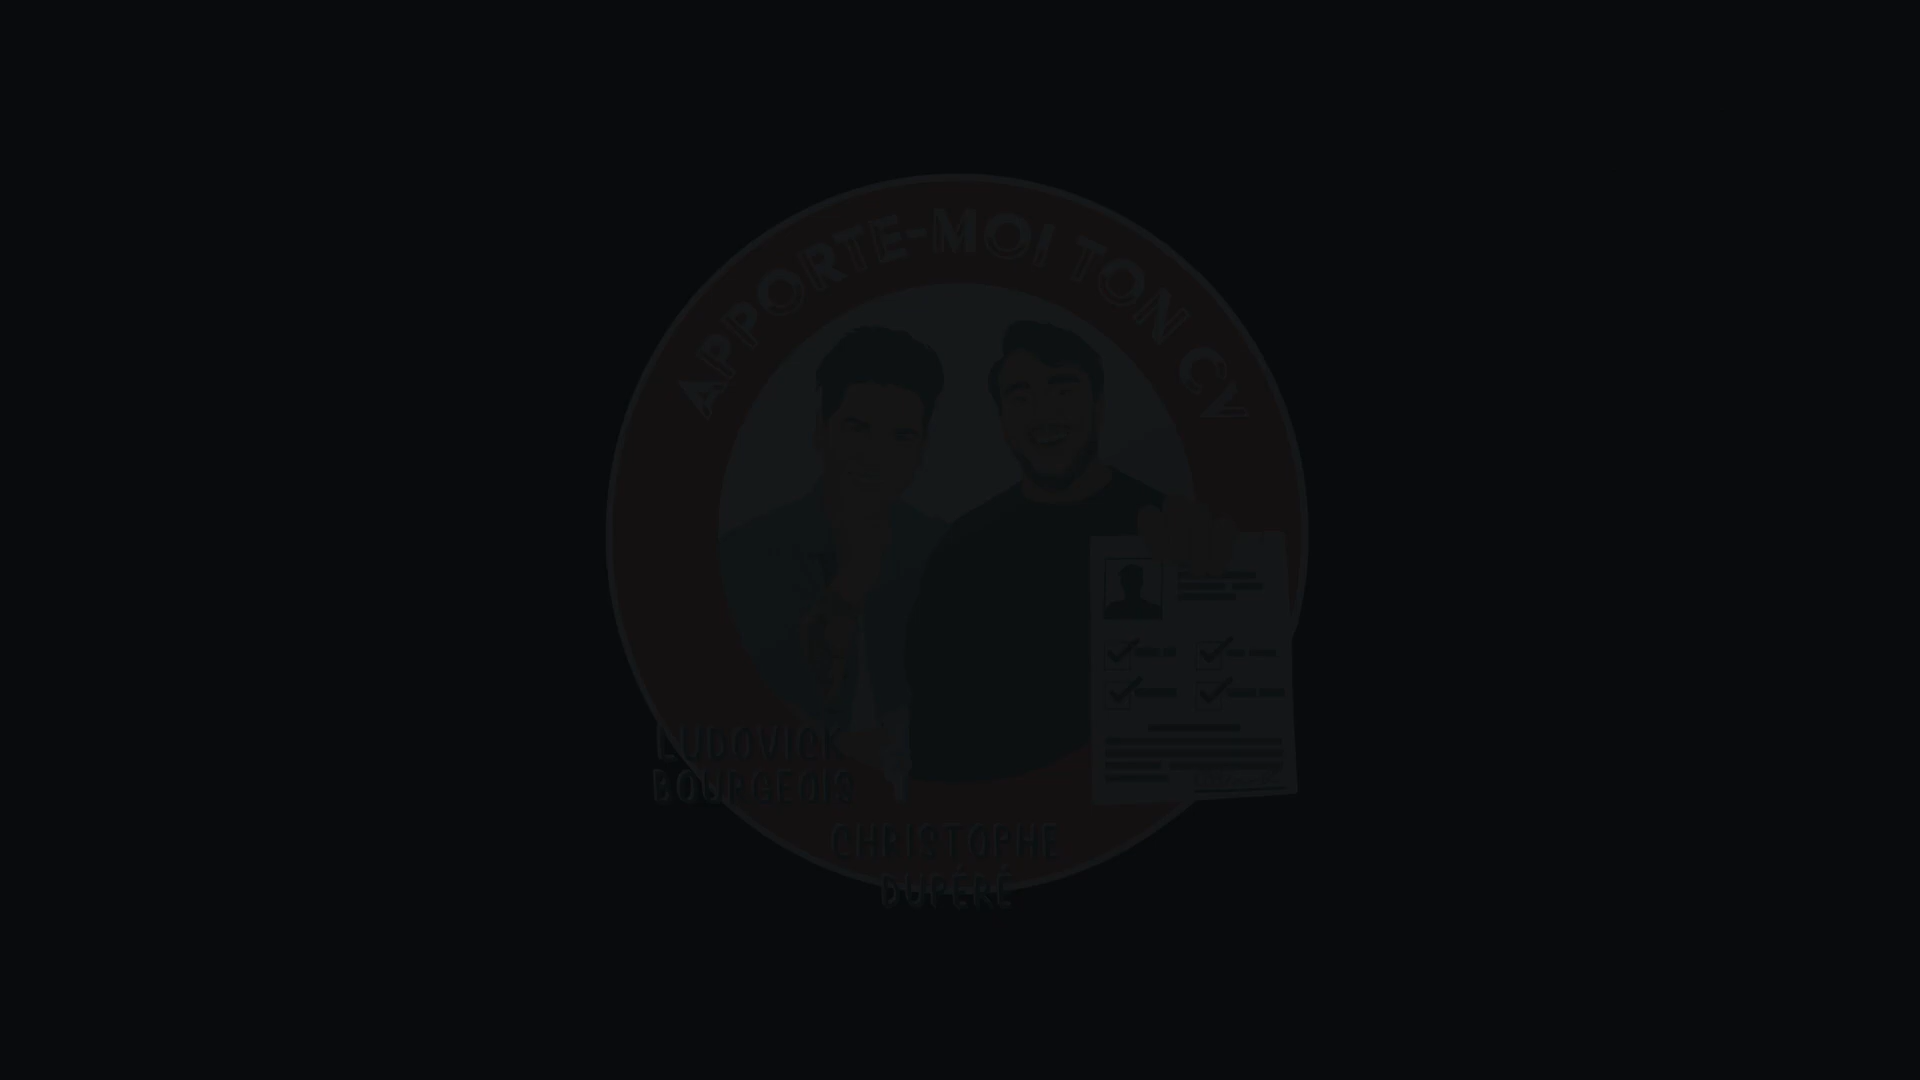 APPORTE-MOI TON CV
LUDOVICK
BOURGEOIS
CHRISTOPHE
DUPÉRÉ